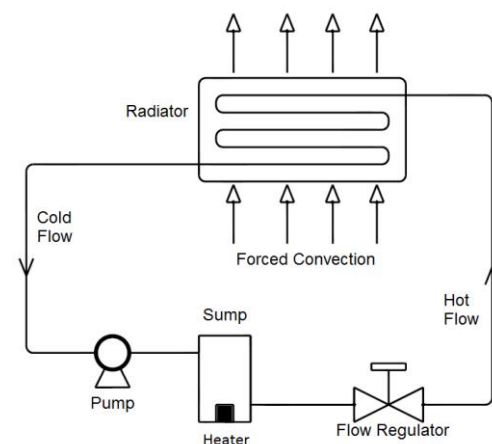 Radiator
Cold
Flow
Forced Convection
Hot
Flow
Sump
Pump
Flow Regulator
Heater